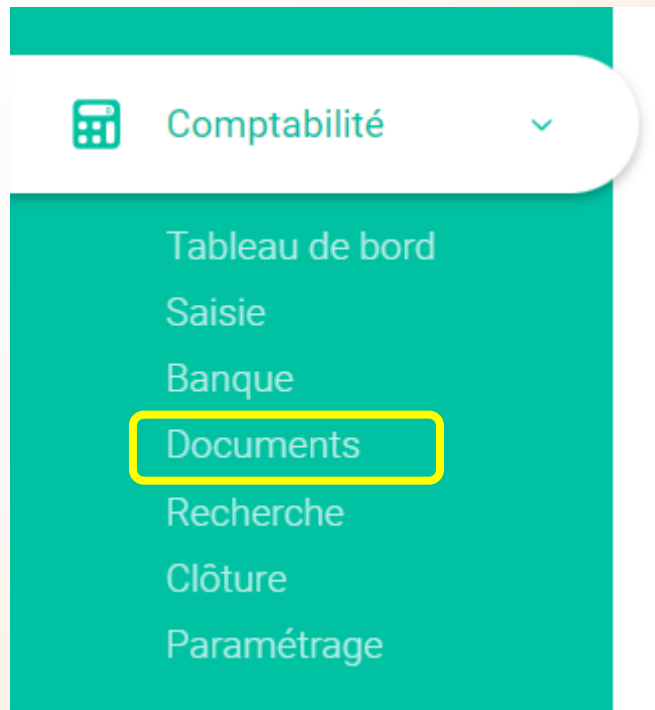 Comptabilité
Tableau de bord
Saisie
Banque
Documents
Recherche
Clôture
Paramétrage